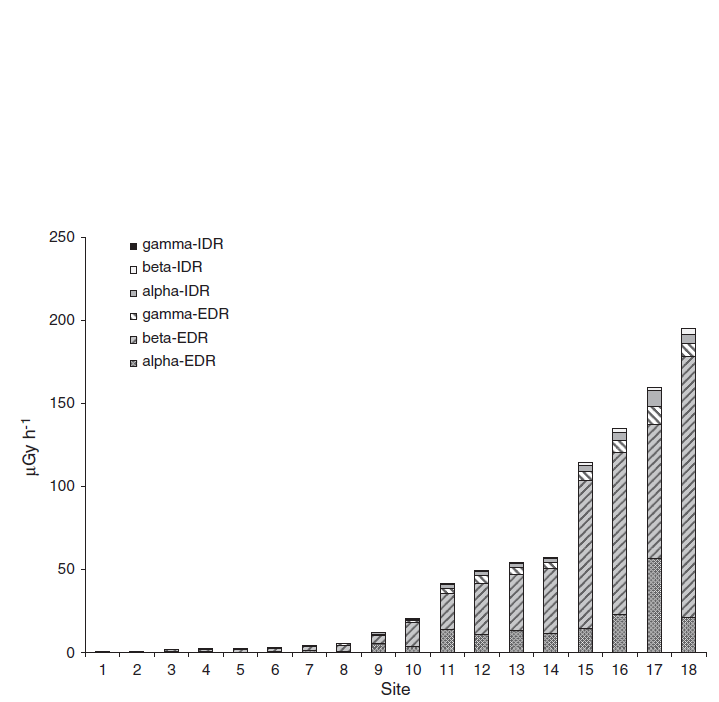 250
200
150
100
50
0
gamma-IDR
beta-IDR
alpha-IDR
gamma-EDR
beta-EDR
alpha-EDR
μGy h-1
1 2 3 4 5 6 7 8 9 10 11 12 13 14 15 16 17 18
Site